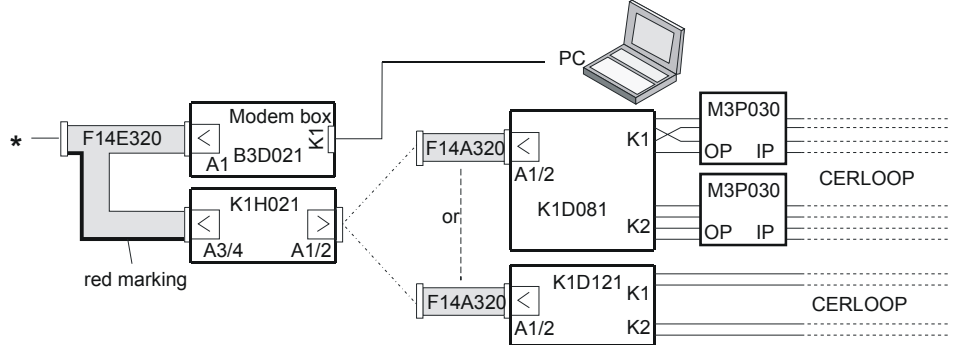 PC
M3P030
Modem box
* F14E320 < K1 F14A320 < K1
A1 B3D021 A1/2 OP IP
CERLOOP
K1H021 or K1D081 M3P030
< > K2
A3/4 A1/2 OP IP
red marking
K1D121
F14A320 < K1 CERLOOP
A1/2 K2